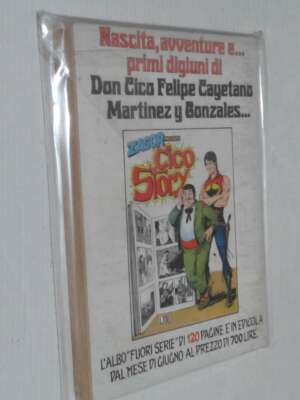 Nascita, avventure e...
primi digiuni di
Don Cico Felipe Cayetano
Martinez y Gonzales...
ZAGOR
Cico
Story
L'ALBO "FUORI SERIE" DI 120 PAGINE E IN EDICOLA
DAL MESE DI GIUGNO AL PREZZO DI 700 LIRE